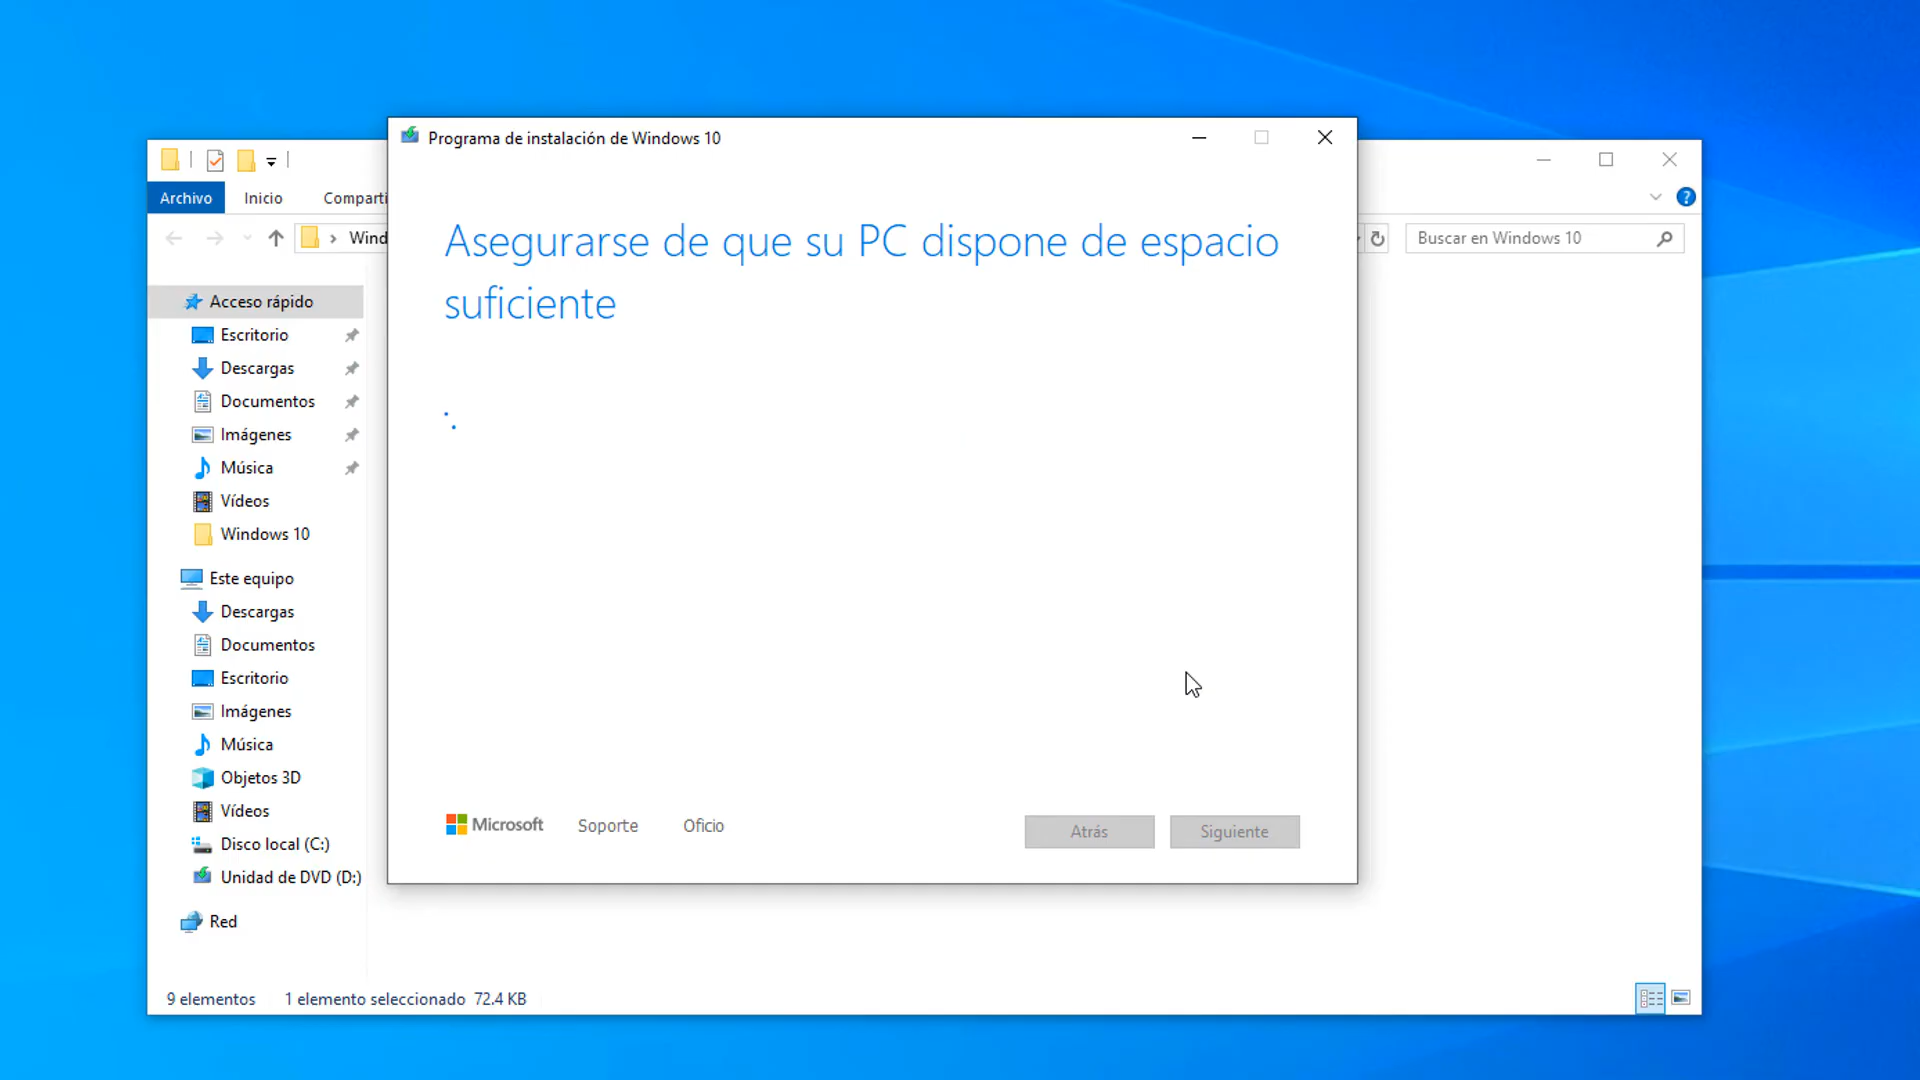 Programa de instalación de Windows 10
Archivo
Inicio
Comparti
Wind
Buscar en Windows 10
Asegurarse de que su PC dispone de espacio
suficiente
Acceso rápido
Escritorio
Descargas
Documentos
Imágenes
Música
Vídeos
Windows 10
Este equipo
Descargas
Documentos
Escritorio
Imágenes
Música
Objetos 3D
Vídeos
Disco local (C:)
Unidad de DVD (D:)
Red
Microsoft
Soporte
Oficio
Atrás
Siguiente
9 elementos
1 elemento seleccionado 72.4 KB